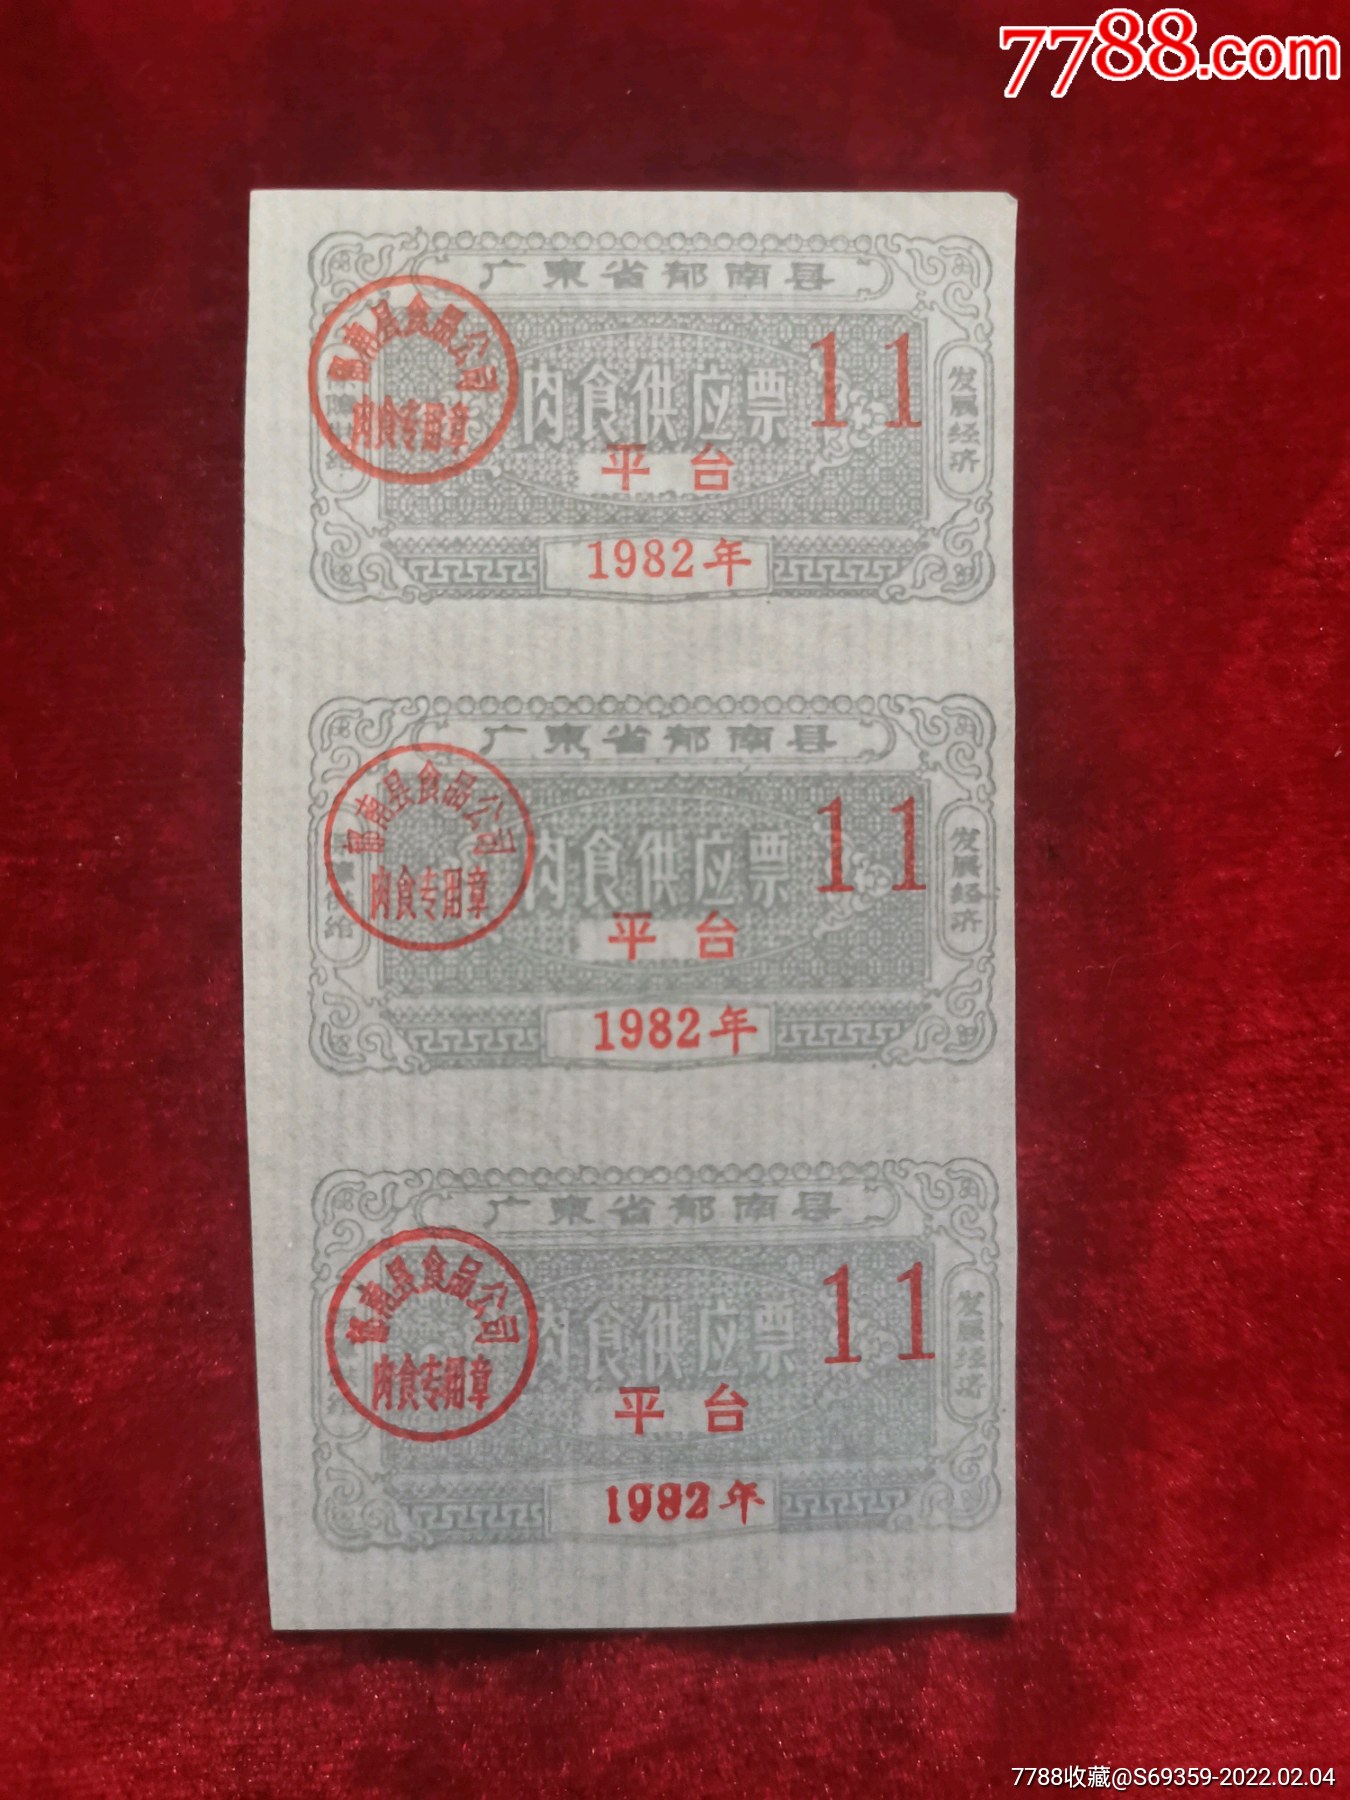 7788.com
广東省郁南县
郁南县食品公司
肉食专用章
肉食供应票
11
平台
发展经济
给
1982年
广東省郁南县
郁南县食品公司
肉食专用章
肉食供应票
11
平台
发展经济
给
1982年
广東省郁南县
郁南县食品公司
肉食专用章
肉食供应票
11
平台
发展经济
1982年
7788收藏@S69359-2022.02.04